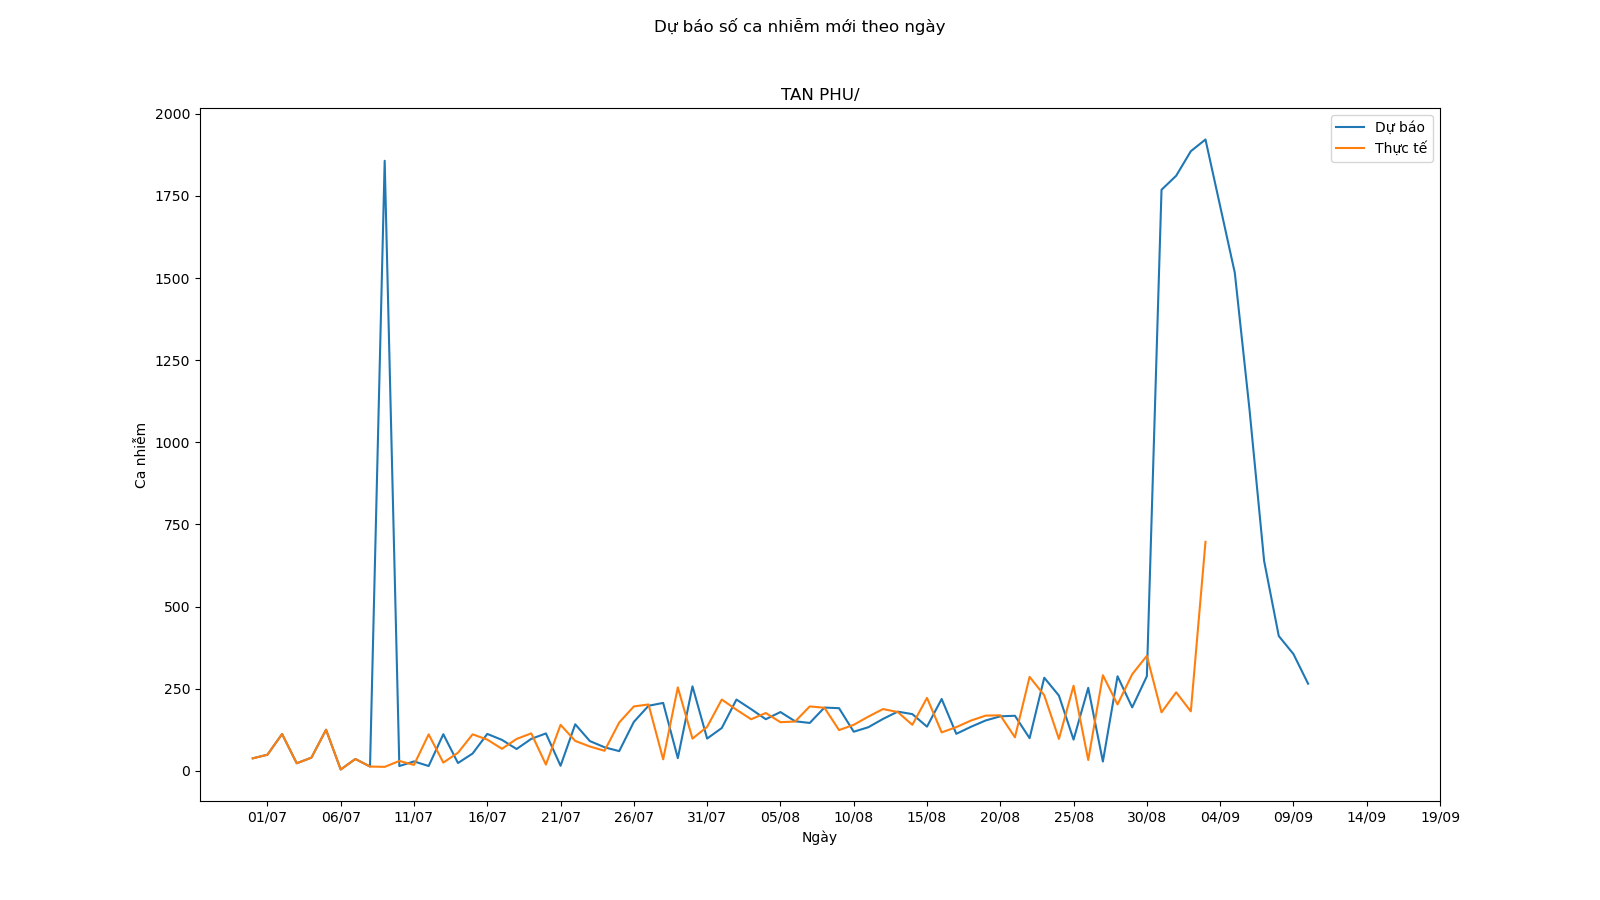 Dự báo số ca nhiễm mới theo ngày
TAN PHU/
Dự báo
Thực tế
2000
1750
1500
1250
1000
750
500
250
0
Ca nhiễm
01/07 06/07 11/07 16/07 21/07 26/07 31/07 05/08 10/08 15/08 20/08 25/08 30/08 04/09 09/09 14/09 19/09
Ngày